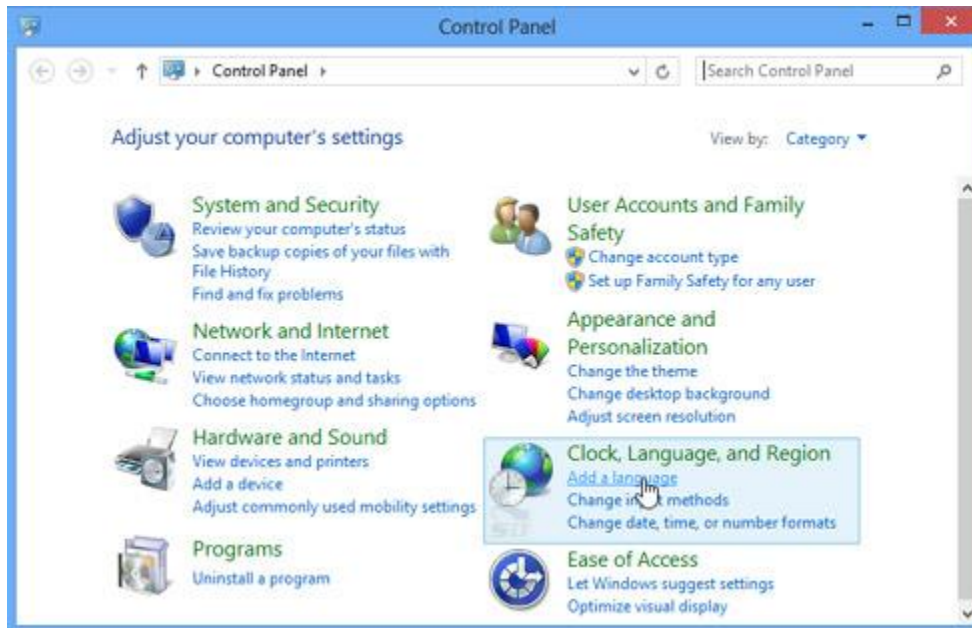 Control Panel
Control Panel
Search Control Panel
Adjust your computer's settings
View by: Category
System and Security
Review your computer's status
Save backup copies of your files with
File History
Find and fix problems
Network and Internet
Connect to the Internet
View network status and tasks
Choose homegroup and sharing options
Hardware and Sound
View devices and printers
Add a device
Adjust commonly used mobility settings
Programs
Uninstall a program
User Accounts and Family
Safety
Change account type
Set up Family Safety for any user
Appearance and
Personalization
Change the theme
Change desktop background
Adjust screen resolution
Clock, Language, and Region
Add a language
Change methods
Change date, time, or number formats
Ease of Access
Let Windows suggest settings
Optimize visual display